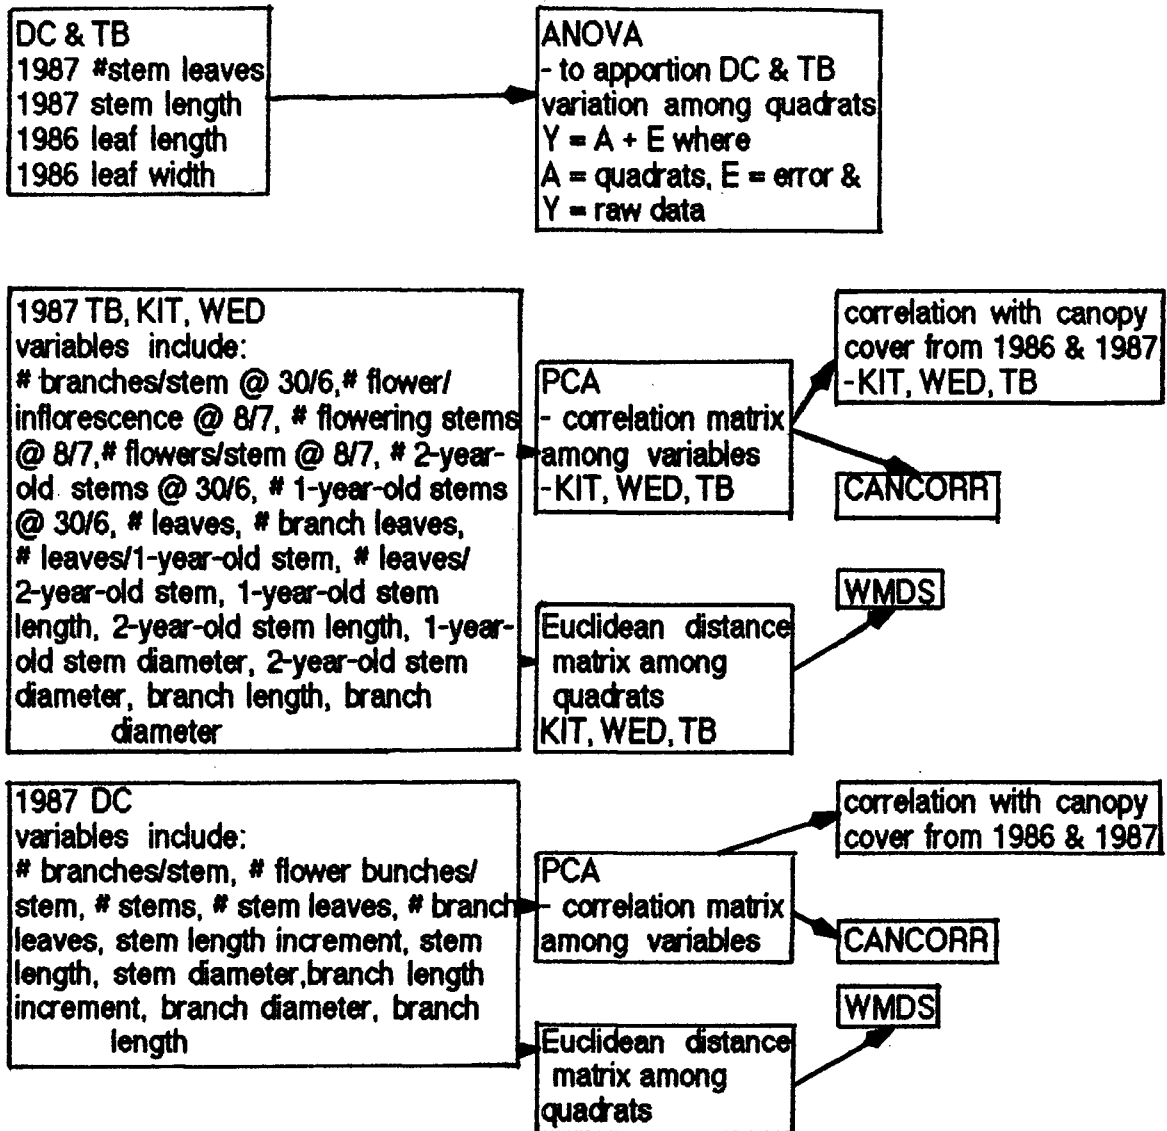 DC & TB
1987 #stem leaves
1987 stem length
1986 leaf length
1986 leaf width
ANOVA
- to apportion DC & TB
variation among quadrats
Y = A + E where
A = quadrats, E = error &
Y = raw data
1987 TB, KIT, WED
variables include:
# branches/stem @ 30/6,# flower/
inflorescence @ 8/7, # flowering stems
@ 8/7,# flowers/stem @ 8/7, # 2-year-
old stems @ 30/6, # 1-year-old stems
@ 30/6, # leaves, # branch leaves,
# leaves/1-year-old stem, # leaves/
2-year-old stem, 1-year-old stem
length, 2-year-old stem length, 1-year-
old stem diameter, 2-year-old stem
diameter, branch length, branch
diameter
PCA
- correlation matrix
among variables
-KIT, WED, TB
correlation with canopy
cover from 1986 & 1987
-KIT, WED, TB
CANCORR
Euclidean distance
matrix among
quadrats
KIT, WED, TB
WMDS
1987 DC
variables include:
# branches/stem, # flower bunches/
stem, # stems, # stem leaves, # branch
leaves, stem length increment, stem
length, stem diameter,branch length
increment, branch diameter, branch
length
PCA
- correlation matrix
among variables
correlation with canopy
cover from 1986 & 1987
CANCORR
Euclidean distance
matrix among
quadrats
WMDS